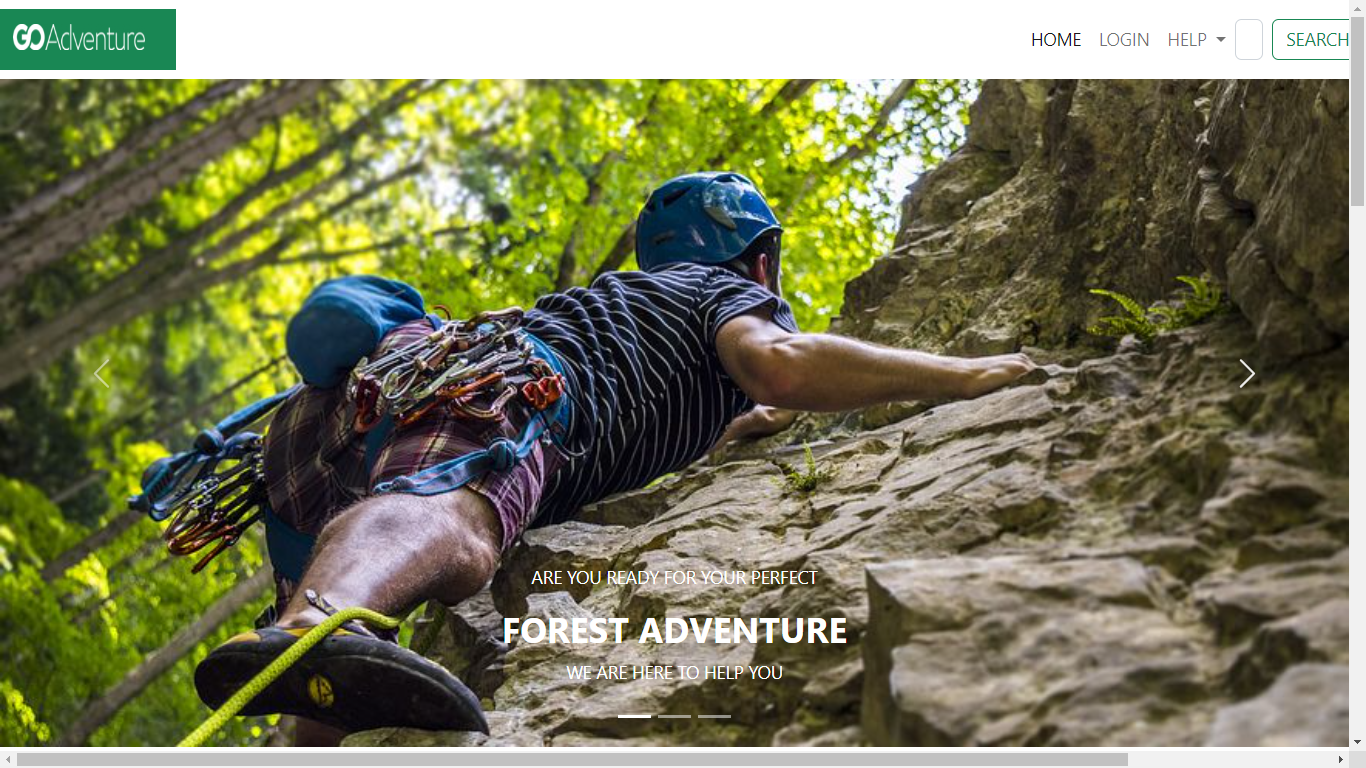 GOAdventure
HOME LOGIN HELP SEARCH
ARE YOU READY FOR YOUR PERFECT
FOREST ADVENTURE
WE ARE HERE TO HELP YOU